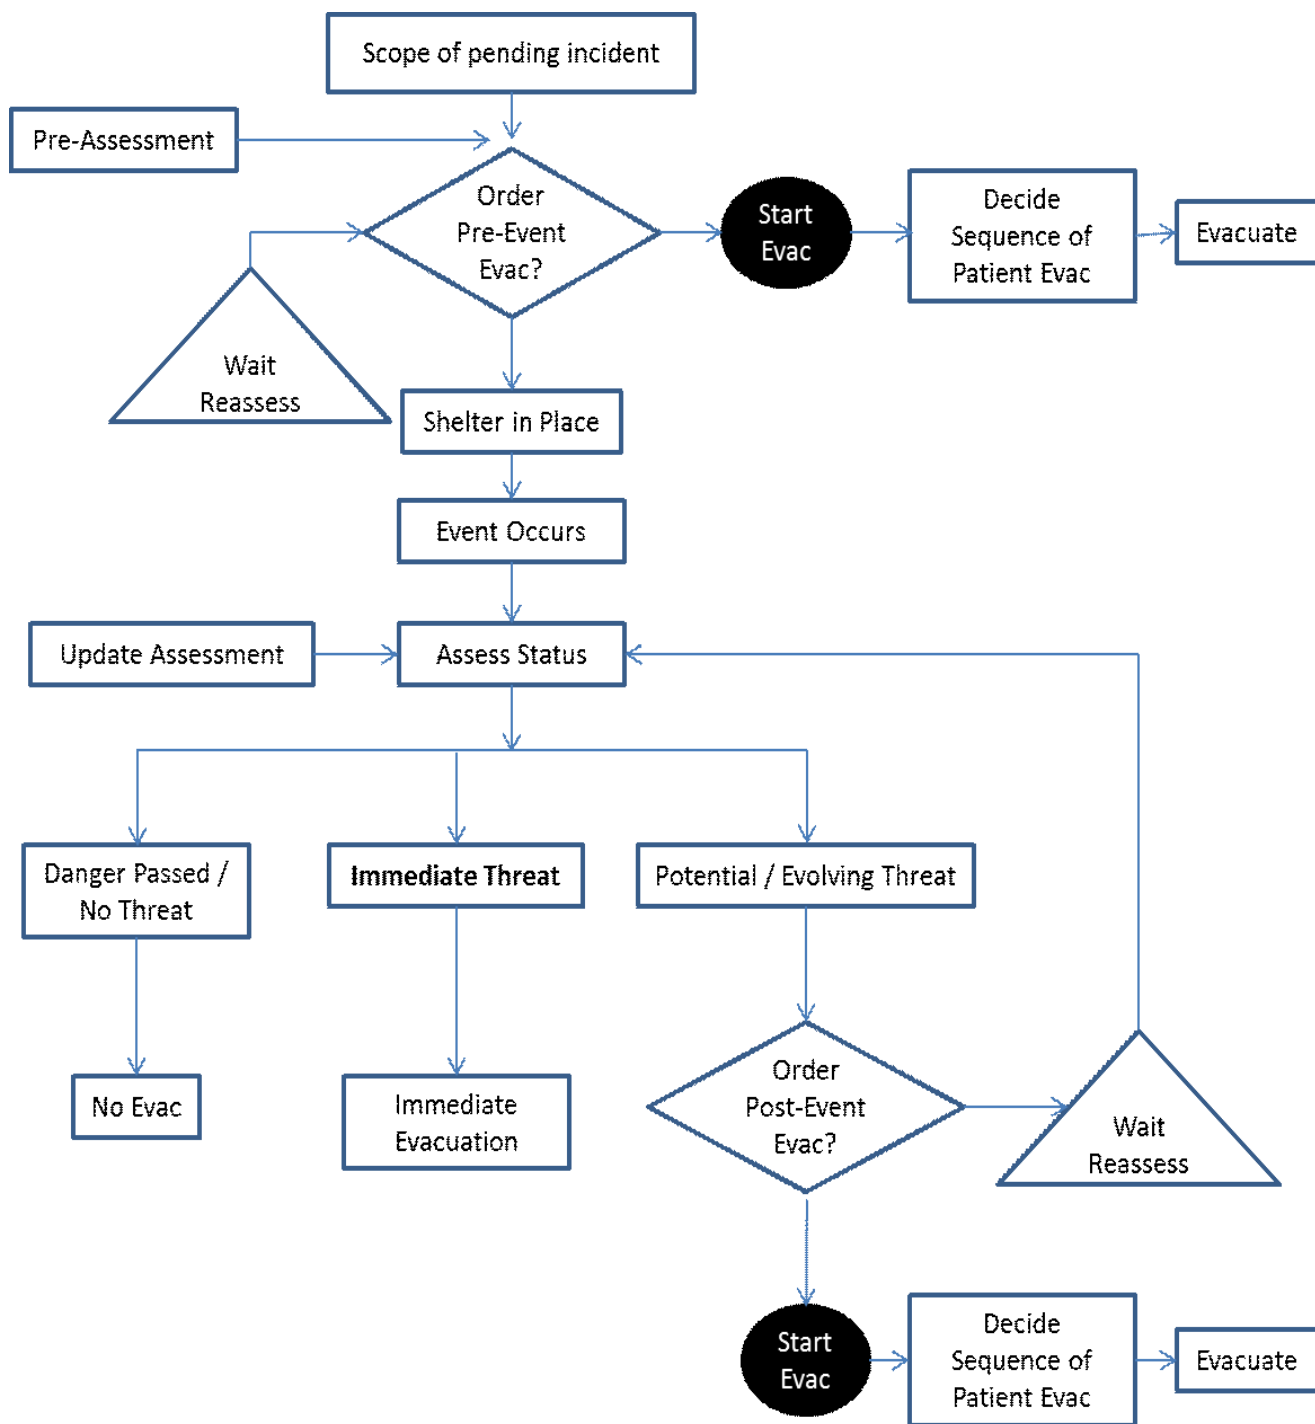 Scope of pending incident
Pre-Assessment
Order
Pre-Event
Evac?
Start
Evac
Decide
Sequence of
Patient Evac
Evacuate
Wait
Reassess
Shelter in Place
Event Occurs
Update Assessment
Assess Status
Danger Passed /
No Threat
Immediate Threat
Potential / Evolving Threat
No Evac
Immediate
Evacuation
Order
Post-Event
Evac?
Wait
Reassess
Start
Evac
Decide
Sequence of
Patient Evac
Evacuate